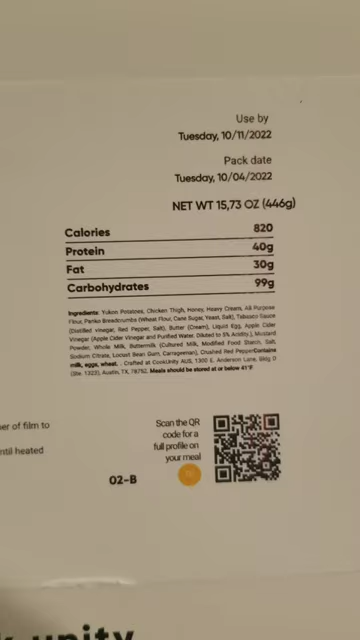 Use by
Tuesday, 10/11/2022
Pack date
Tuesday, 10/04/2022
NET WT 15,73 OZ (446g)
Calories 820
Protein 40g
Fat 30g
Carbohydrates 99g
Ingredients: Yukon Potatoes, Chicken Thigh, Honey, Heavy Cream, All Purpose
Flour, Panko Breadcrumbs (Wheat Flour, Cane Sugar, Yeast, Salt), Tabasco Sauce
(Distilled vinegar, Red Pepper, Salt), Butter (Cream), Liquid Egg, Apple Cider
Vinegar (Apple Cider Vinegar and Purified Water, Diluted to 5% Acidity), Mustard
Powder, Whole Milk, Buttermilk (Cultured Milk, Modified Food Starch, Salt,
Sodium Citrate, Locust Bean Gum, Carrageenan), Crushed Red PepperContains
milk, eggs, wheat. . Crafted at CookUnity AUS, 1300 E. Anderson Lane, Bldg D
(Ste. 1323), Austin, TX, 78752. Meals should be stored at or below 41°F
er of film to
ntil heated
Scan the QR
code for a
full profile on
your meal
02-B
unity